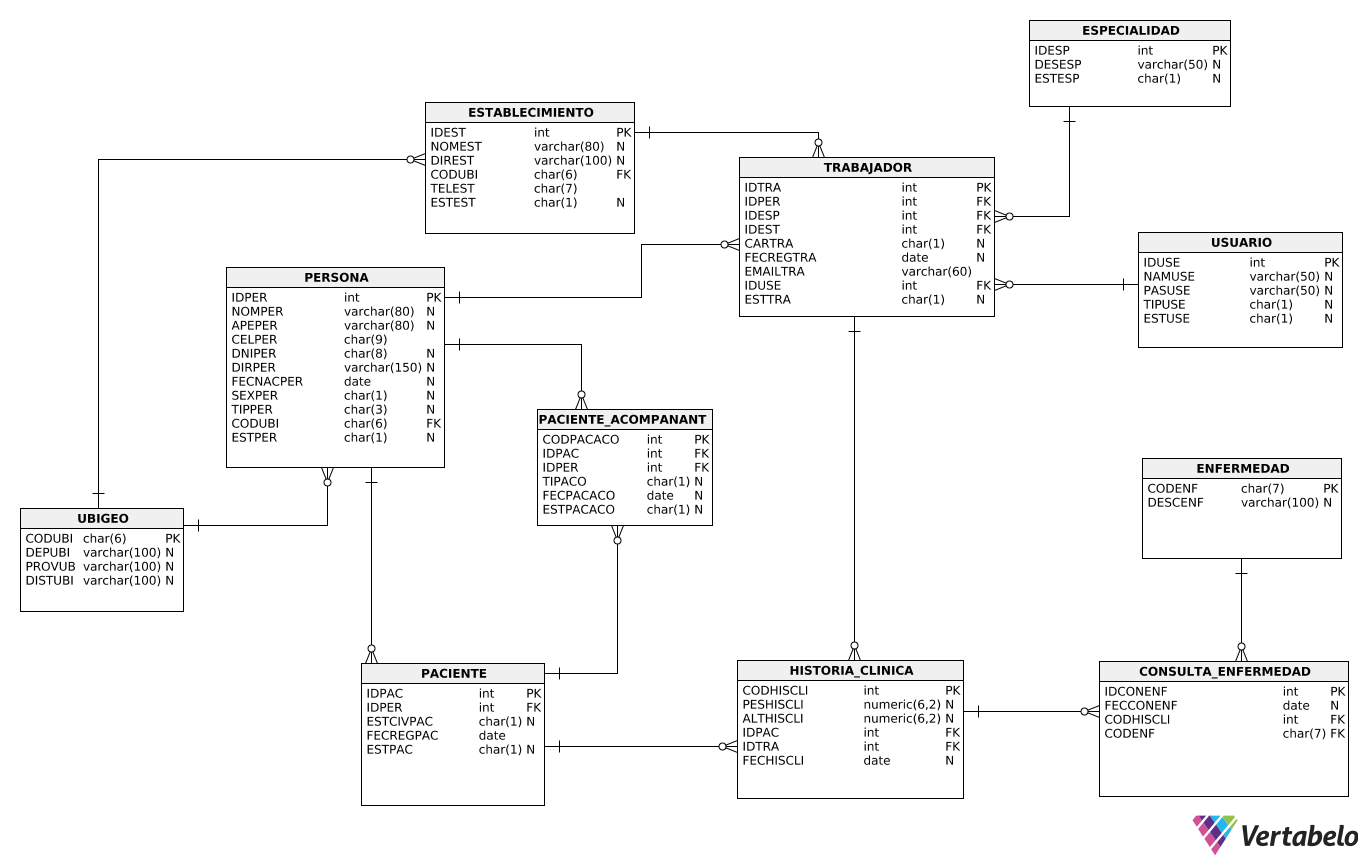 ESPECIALIDAD
IDESP int PK
DESESP varchar(50) N
ESTESP char(1) N
ESTABLECIMIENTO
IDEST int PK
NOMEST varchar(80) N
DIREST varchar(100) N
CODUBI char(6) FK
TELEST char(7)
ESTEST char(1) N
TRABAJADOR
IDTRA int PK
IDPER int FK
IDESP int FK
IDEST int FK
CARTRA char(1) N
FECREGTRA date N
EMAILTRA varchar(60)
IDUSE int FK
ESTTRA char(1) N
USUARIO
IDUSE int PK
NAMUSE varchar(50) N
PASUSE varchar(50) N
TIPUSE char(1) N
ESTUSE char(1) N
PERSONA
IDPER int PK
NOMPER varchar(80) N
APEPER varchar(80) N
CELPER char(9)
DNIPER char(8) N
DIRPER varchar(150) N
FECNACPER date N
SEXPER char(1) N
TIPPER char(3) N
CODUBI char(6) FK
ESTPER char(1) N
PACIENTE_ACOMPANANT
CODPACACO int PK
IDPAC int FK
IDPER int FK
TIPACO char(1) N
FECPACACO date N
ESTPACACO char(1) N
ENFERMEDAD
CODENF char(7) PK
DESCENF varchar(100) N
UBIGEO
CODUBI char(6) PK
DEPUBI varchar(100) N
PROVUB varchar(100) N
DISTUBI varchar(100) N
PACIENTE
IDPAC int PK
IDPER int FK
ESTCIVPAC char(1) N
FECREGPAC date
ESTPAC char(1) N
HISTORIA_CLINICA
CODHISCLI int PK
PESHISCLI numeric(6,2) N
ALTHISCLI numeric(6,2) N
IDPAC int FK
IDTRA int FK
FECHISCLI date N
CONSULTA_ENFERMEDAD
IDCONENF int PK
FECCONENF date N
CODHISCLI int FK
CODENF char(7) FK
Vertabelo